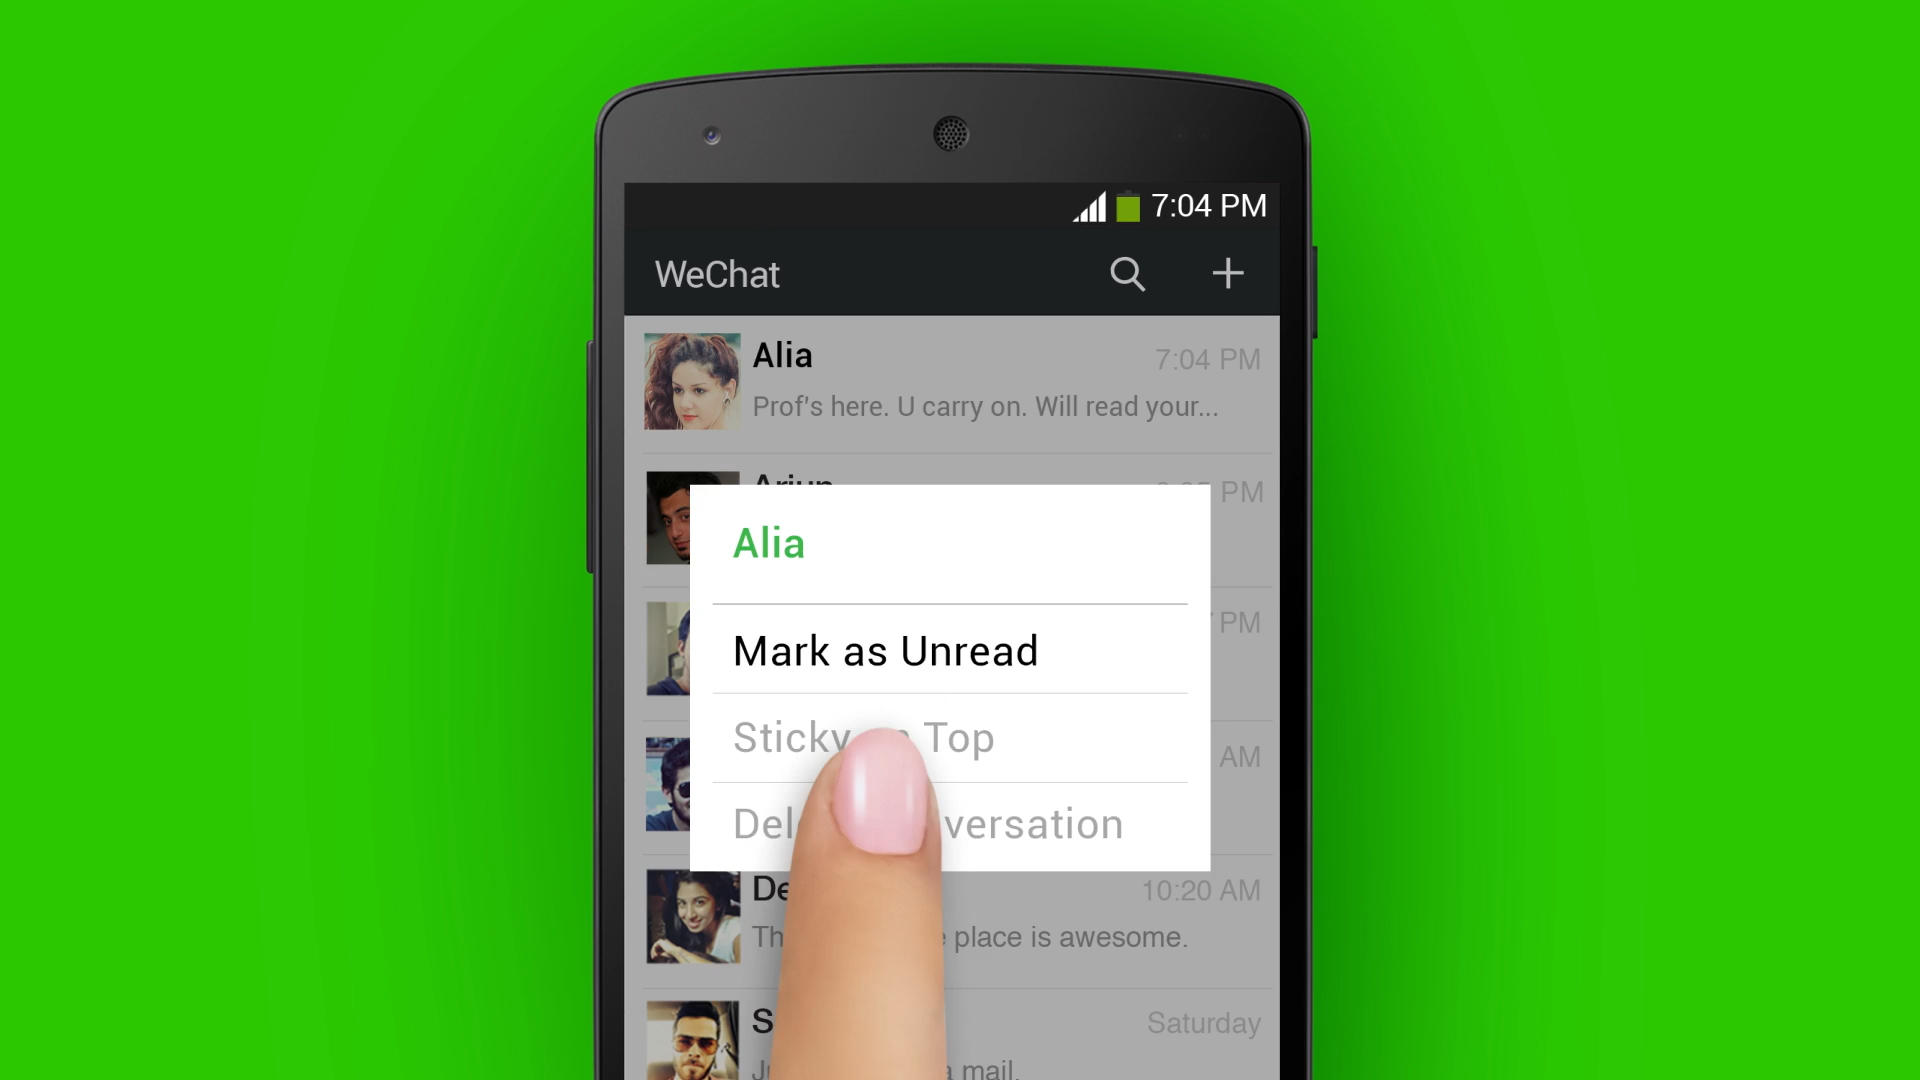 7:04 PM
WeChat
Alia
7:04 PM
Prof's here. U carry on. Will read your...
PM
Alia
PM
Mark as Unread
Sticky Top
AM
versation
10:20 AM
place is awesome.
Saturday
mail.